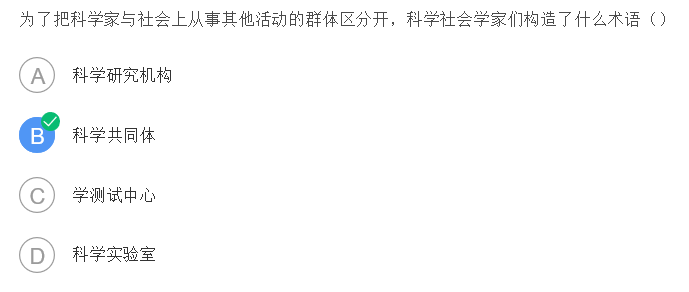 为了把科学家与社会上从事其他活动的群体区分开，科学社会学家们构造了什么术语（）
A 科学研究机构
B 科学共同体
C 学测试中心
D 科学实验室